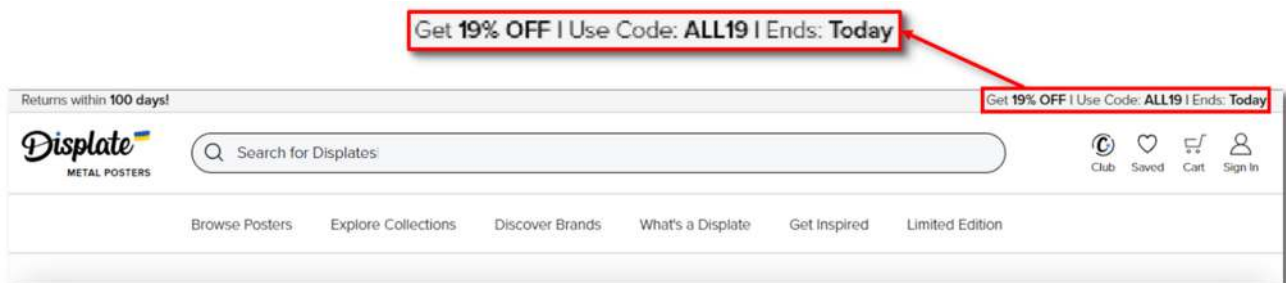 Get 19% OFF | Use Code: ALL19 | Ends: Today
Returns within 100 days!
Get 19% OFF | Use Code: ALL19 | Ends: Today
Displate
METAL POSTERS
Search for Displates
Club
Saved
Cart
Sign In
Browse Posters
Explore Collections
Discover Brands
What's a Displate
Get Inspired
Limited Edition